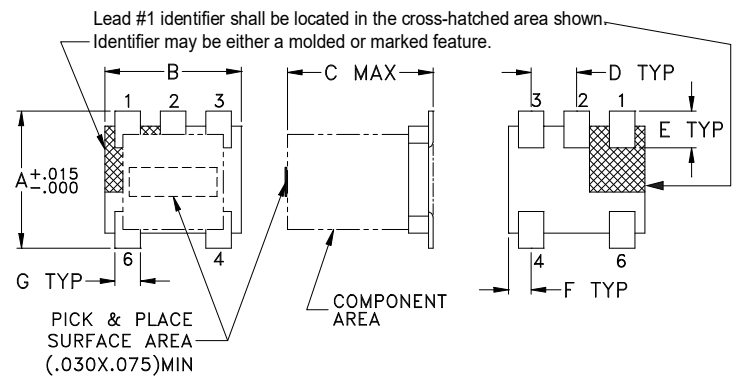 Lead #1 identifier shall be located in the cross-hatched area shown.
Identifier may be either a molded or marked feature.
B
C MAX
D TYP
1 2 3
3 2 1
E TYP
A +.015
-.000
6 4
4 6
G TYP
F TYP
COMPONENT
AREA
PICK & PLACE
SURFACE AREA
(.030X.075)MIN